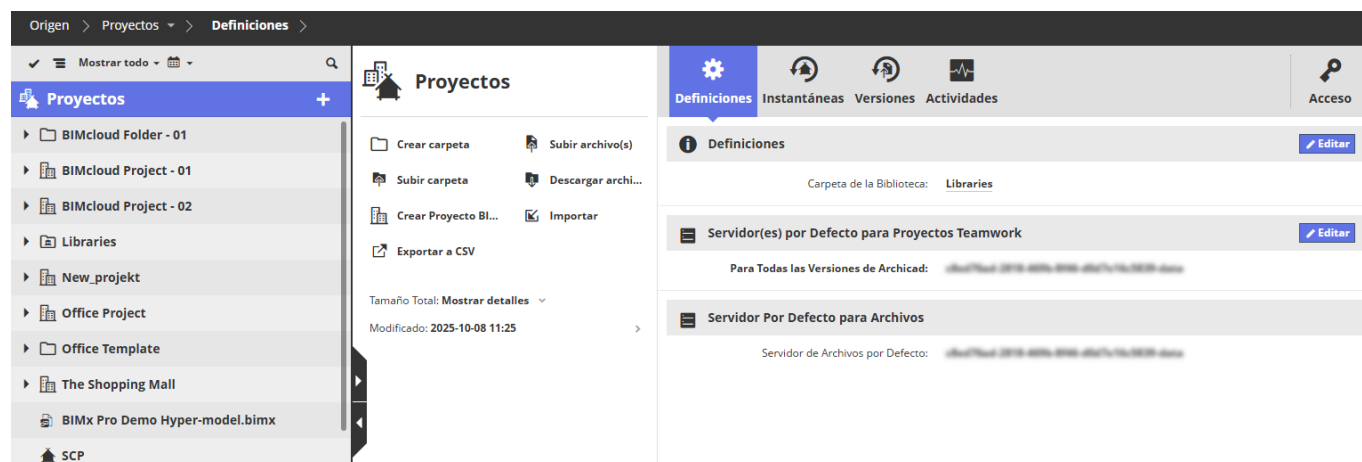 Origen > Proyectos > Definiciones >
Mostrar todo
Proyectos +
BIMcloud Folder - 01
BIMcloud Project - 01
BIMcloud Project - 02
Libraries
New_projekt
Office Project
Office Template
The Shopping Mall
BIMx Pro Demo Hyper-model.bimx
SCP
Proyectos
Crear carpeta
Subir archivo(s)
Subir carpeta
Descargar archi...
Crear Proyecto BI...
Importar
Exportar a CSV
Tamaño Total: Mostrar detalles
Modificado: 2025-10-08 11:25
Definiciones Instantáneas Versiones Actividades Acceso
Definiciones
Editar
Carpeta de la Biblioteca: Libraries
Servidor(es) por Defecto para Proyectos Teamwork
Editar
Para Todas las Versiones de Archicad:
Servidor Por Defecto para Archivos
Servidor de Archivos por Defecto: